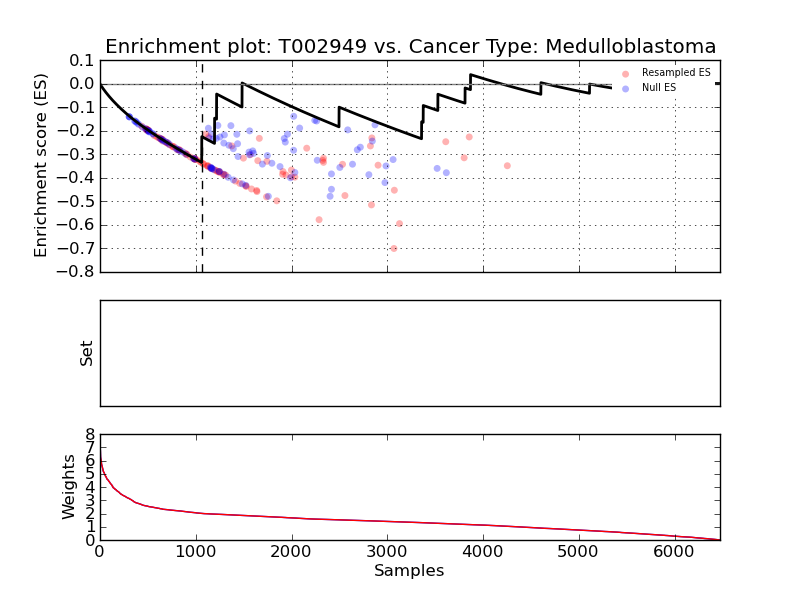 Enrichment plot: T002949 vs. Cancer Type: Medulloblastoma
0.1
0.0
−0.1
−0.2
−0.3
−0.4
−0.5
−0.6
−0.7
−0.8
Enrichment score (ES)
Resampled ES
Null ES
Set
8
7
6
5
4
3
2
1
0
Weights
0 1000 2000 3000 4000 5000 6000
Samples